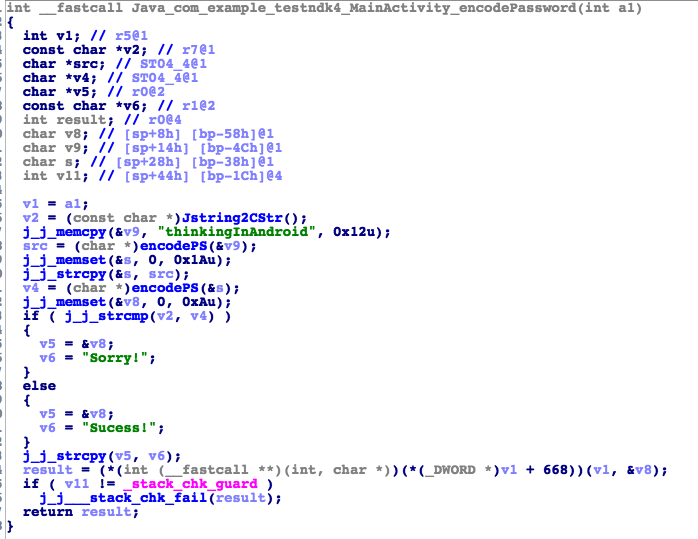 int __fastcall Java_com_example_testndk4_MainActivity_encodePassword(int a1)
{
int v1; // r5@1
const char *v2; // r7@1
char *src; // ST04_4@1
char *v4; // ST04_4@1
char *v5; // r0@2
const char *v6; // r1@2
int result; // r0@4
char v8; // [sp+8h] [bp-58h]@1
char v9; // [sp+14h] [bp-4Ch]@1
char s; // [sp+28h] [bp-38h]@1
int v11; // [sp+44h] [bp-1Ch]@4
v1 = a1;
v2 = (const char *)Jstring2CStr();
j_j_memcpy(&v9, "thinkingInAndroid", 0x12u);
src = (char *)encodePS(&v9);
j_j_memset(&s, 0, 0x1Au);
j_j_strcpy(&s, src);
v4 = (char *)encodePS(&s);
j_j_memset(&v8, 0, 0xAu);
if ( j_j_strcmp(v2, v4) )
{
v5 = &v8;
v6 = "Sorry!";
}
else
{
v5 = &v8;
v6 = "Sucess!";
}
j_j_strcpy(v5, v6);
result = (*(int (__fastcall **)(int, char *))(*(_DWORD *)v1 + 668))(v1, &v8);
if ( v11 != _stack_chk_guard )
j_j___stack_chk_fail(result);
return result;
}